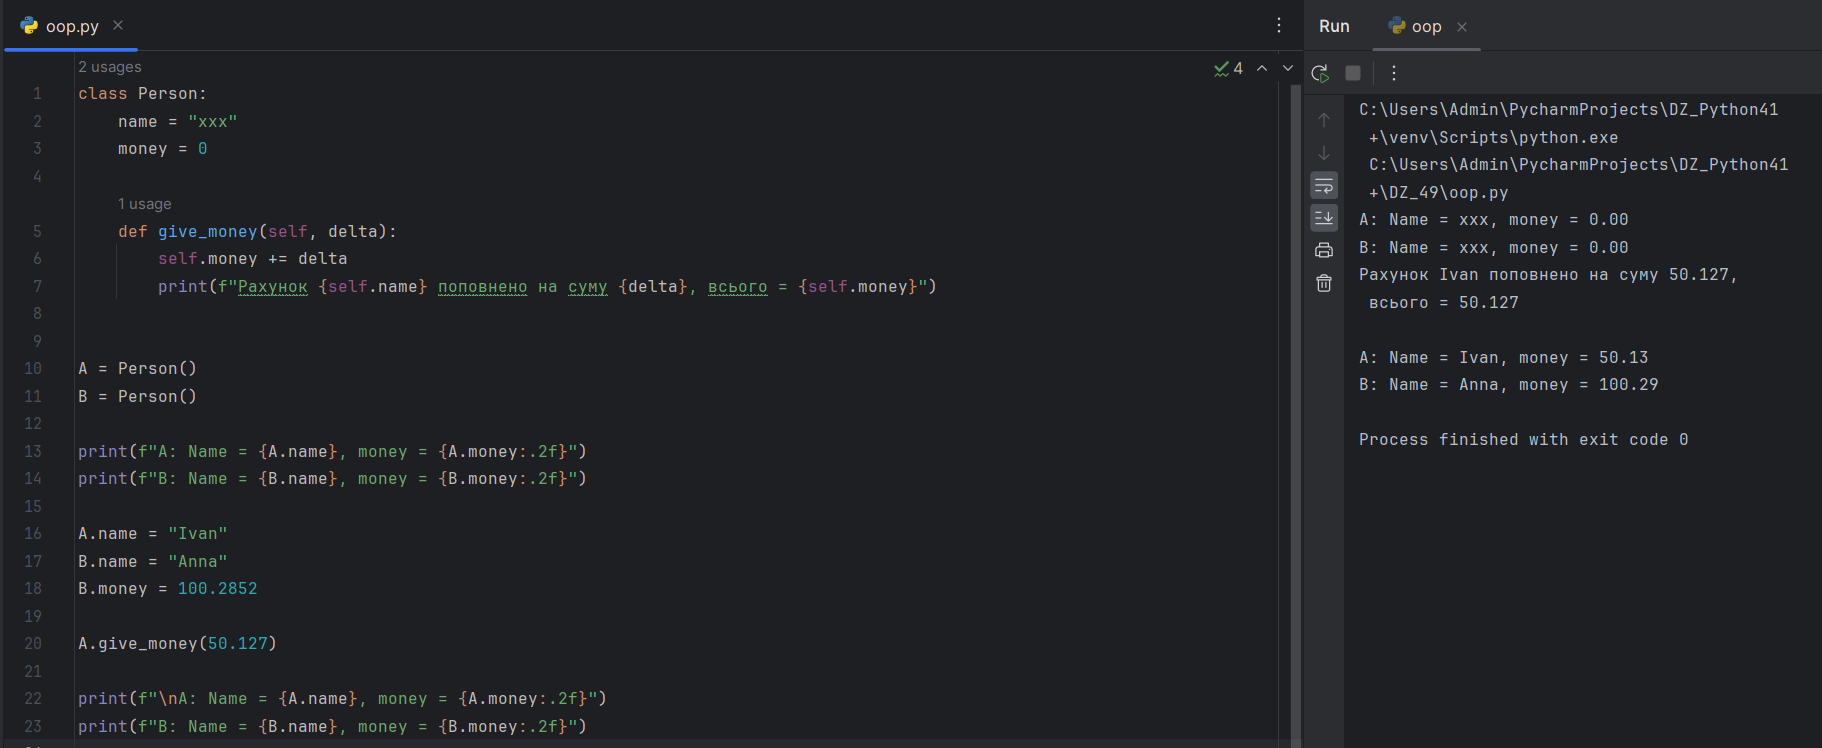 oop.py
2 usages
4
1 class Person:
2 name = "xxx"
3 money = 0
4
1 usage
5 def give_money(self, delta):
6 self.money += delta
7 print(f"Рахунок {self.name} поповнено на суму {delta}, всього = {self.money}")
8
9
10 A = Person()
11 B = Person()
12
13 print(f"A: Name = {A.name}, money = {A.money:.2f}")
14 print(f"B: Name = {B.name}, money = {B.money:.2f}")
15
16 A.name = "Ivan"
17 B.name = "Anna"
18 B.money = 100.2852
19
20 A.give_money(50.127)
21
22 print(f"\nA: Name = {A.name}, money = {A.money:.2f}")
23 print(f"B: Name = {B.name}, money = {B.money:.2f}")
Run oop
C:\Users\Admin\PycharmProjects\DZ_Python41
+\venv\Scripts\python.exe
C:\Users\Admin\PycharmProjects\DZ_Python41
+\DZ_49\oop.py
A: Name = xxx, money = 0.00
B: Name = xxx, money = 0.00
Рахунок Ivan поповнено на суму 50.127,
всього = 50.127
A: Name = Ivan, money = 50.13
B: Name = Anna, money = 100.29
Process finished with exit code 0